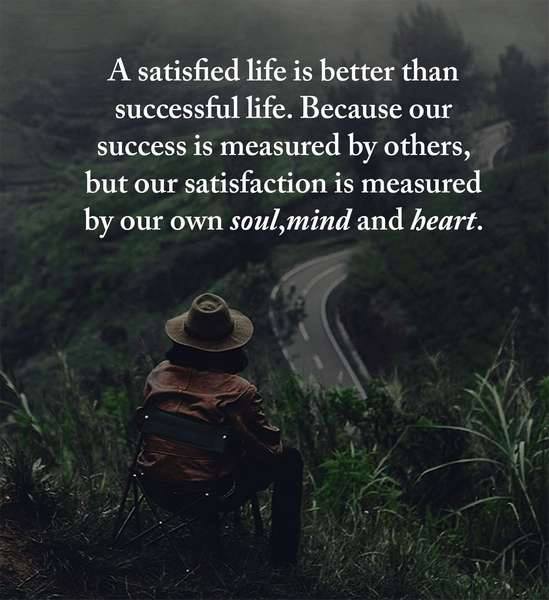 A satisfied life is better than
successful life. Because our
success is measured by others,
but our satisfaction is measured
by our own soul,mind and heart.